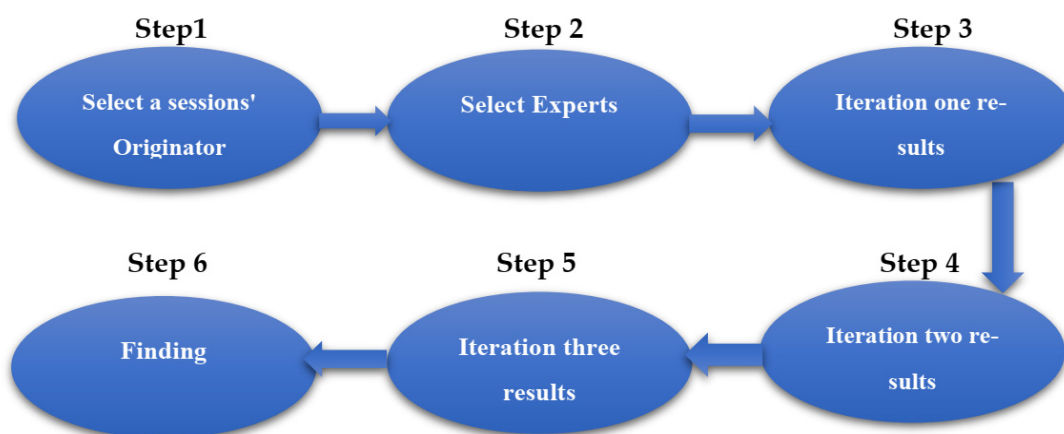 Step1
Select a sessions'
Originator
Step 2
Select Experts
Step 3
Iteration one re-
sults
Step 4
Iteration two re-
sults
Step 5
Iteration three
results
Step 6
Finding